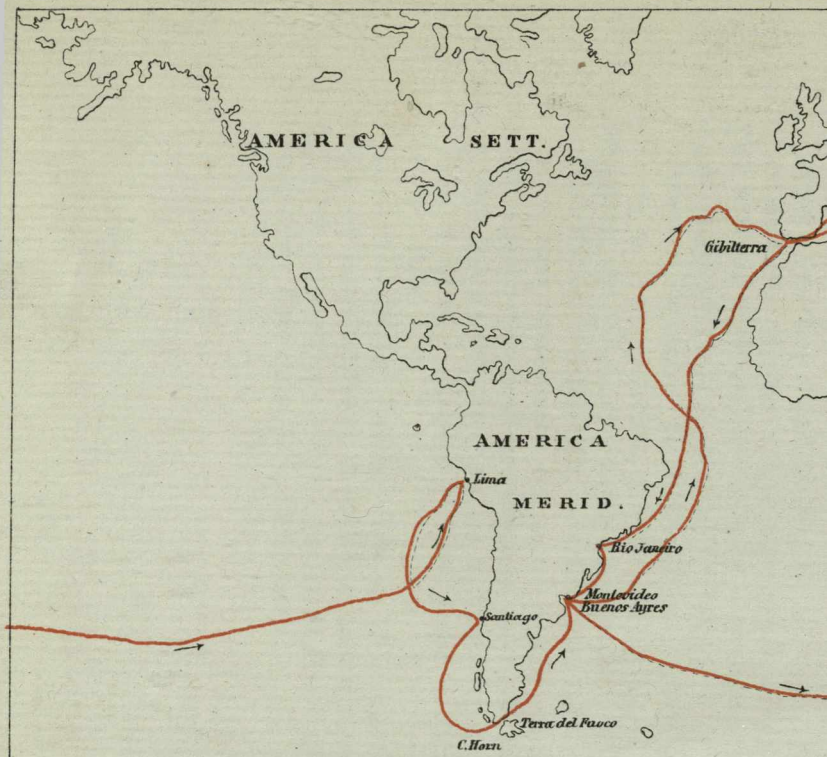 AMERICA SETT.
Gibilterra
AMERICA
MERID.
Lima
Rio Janeiro
Montevideo
Buenos Ayres
Santiago
Terra del Fuoco
C. Horn